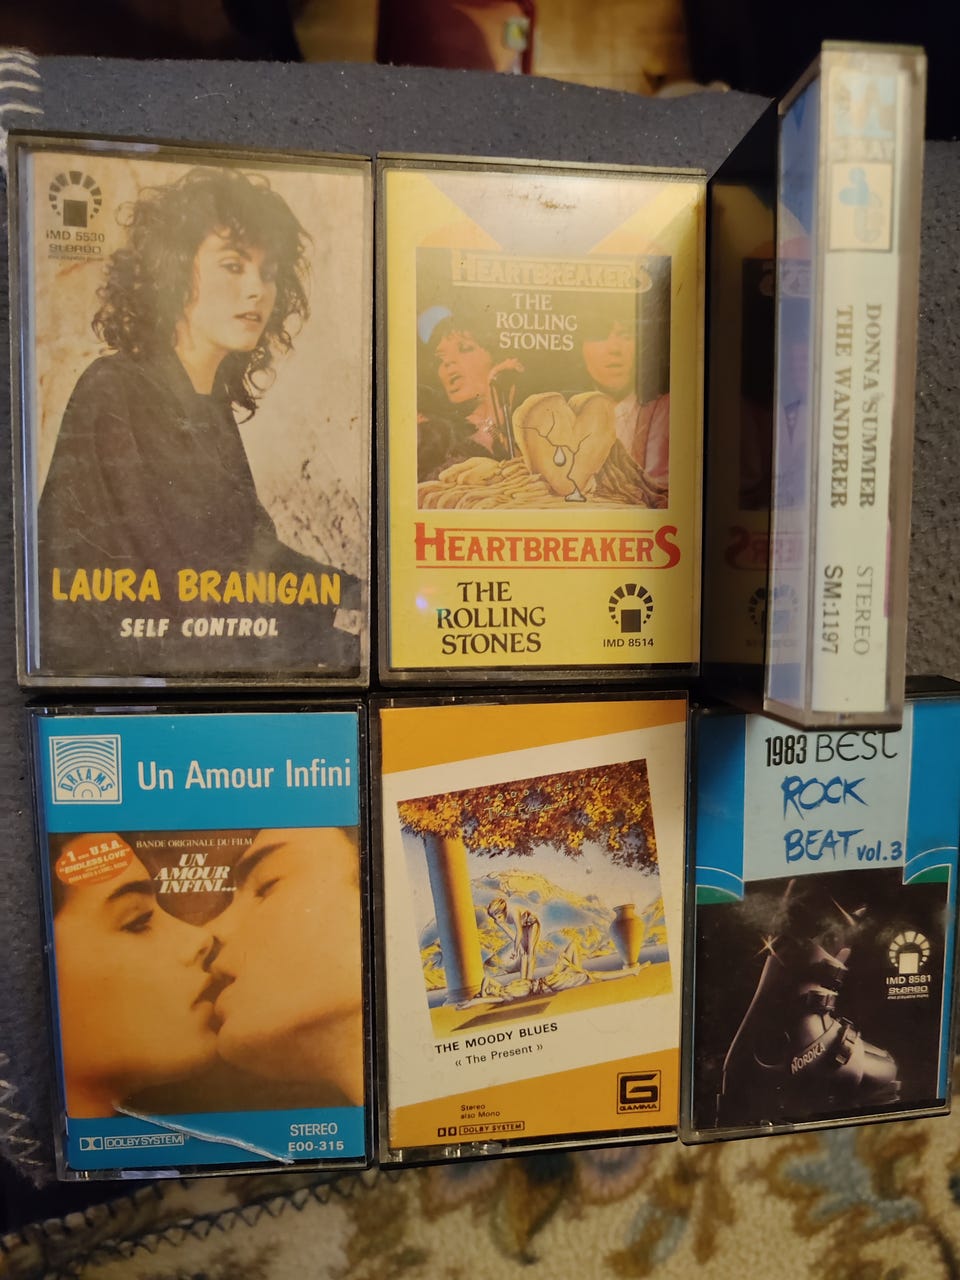 IMD 5530
STEREO
LAURA BRANIGAN
SELF CONTROL
HEARTBREAKERS
THE
ROLLING
STONES
HEARTBREAKERS
THE
ROLLING
STONES
IMD 8514
DONNA SUMMER
THE WANDERER
STEREO
SM:1197
DREAMS
Un Amour Infini
BANDE ORIGINALE DU FILM
UN
AMOUR
INFINI...
1 U.S.A.
"ENDLESS LOVE"
DOLBY SYSTEM
STEREO
E00-315
THE MOODY BLUES
« The Present »
Stereo
also Mono
DOLBY SYSTEM
G
GAMMA
1983 BEST
ROCK
BEAT vol.3
IMD 8581
STEREO
NORDICA